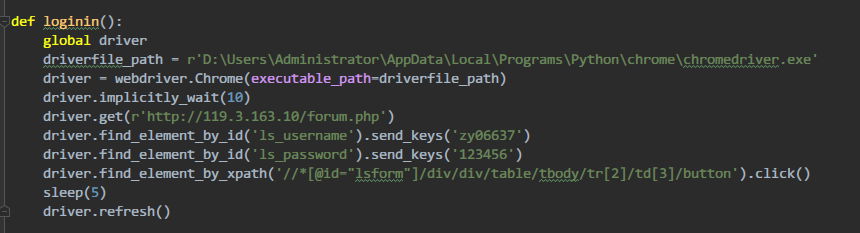 def loginin():
    global driver
    driverfile_path = r'D:\Users\Administrator\AppData\Local\Programs\Python\chrome\chromedriver.exe'
    driver = webdriver.Chrome(executable_path=driverfile_path)
    driver.implicitly_wait(10)
    driver.get(r'http://119.3.163.10/forum.php')
    driver.find_element_by_id('ls_username').send_keys('zy06637')
    driver.find_element_by_id('ls_password').send_keys('123456')
    driver.find_element_by_xpath('//*[@id="lsform"]/div/div/table/tbody/tr[2]/td[3]/button').click()
    sleep(5)
    driver.refresh()